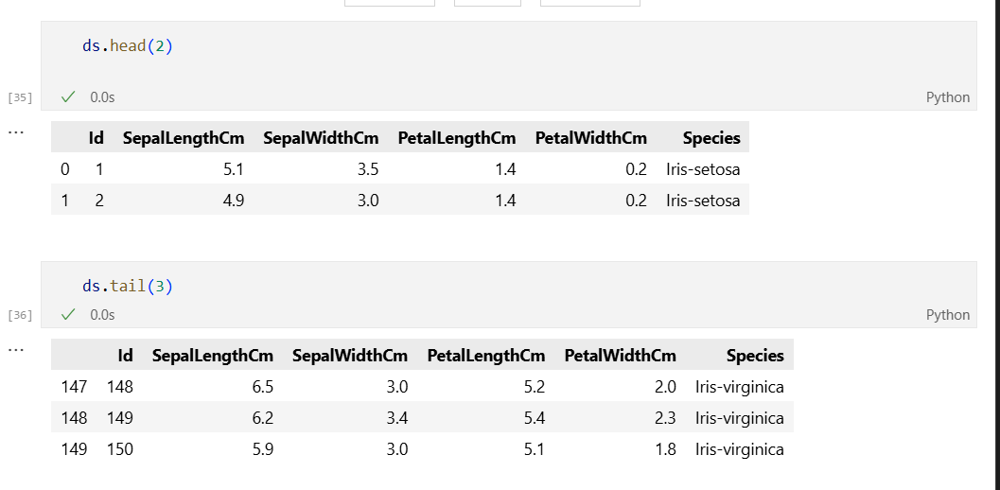 ds.head(2)
[35] 0.0s Python
...
Id SepalLengthCm SepalWidthCm PetalLengthCm PetalWidthCm Species
0 1 5.1 3.5 1.4 0.2 Iris-setosa
1 2 4.9 3.0 1.4 0.2 Iris-setosa
ds.tail(3)
[36] 0.0s Python
...
Id SepalLengthCm SepalWidthCm PetalLengthCm PetalWidthCm Species
147 148 6.5 3.0 5.2 2.0 Iris-virginica
148 149 6.2 3.4 5.4 2.3 Iris-virginica
149 150 5.9 3.0 5.1 1.8 Iris-virginica